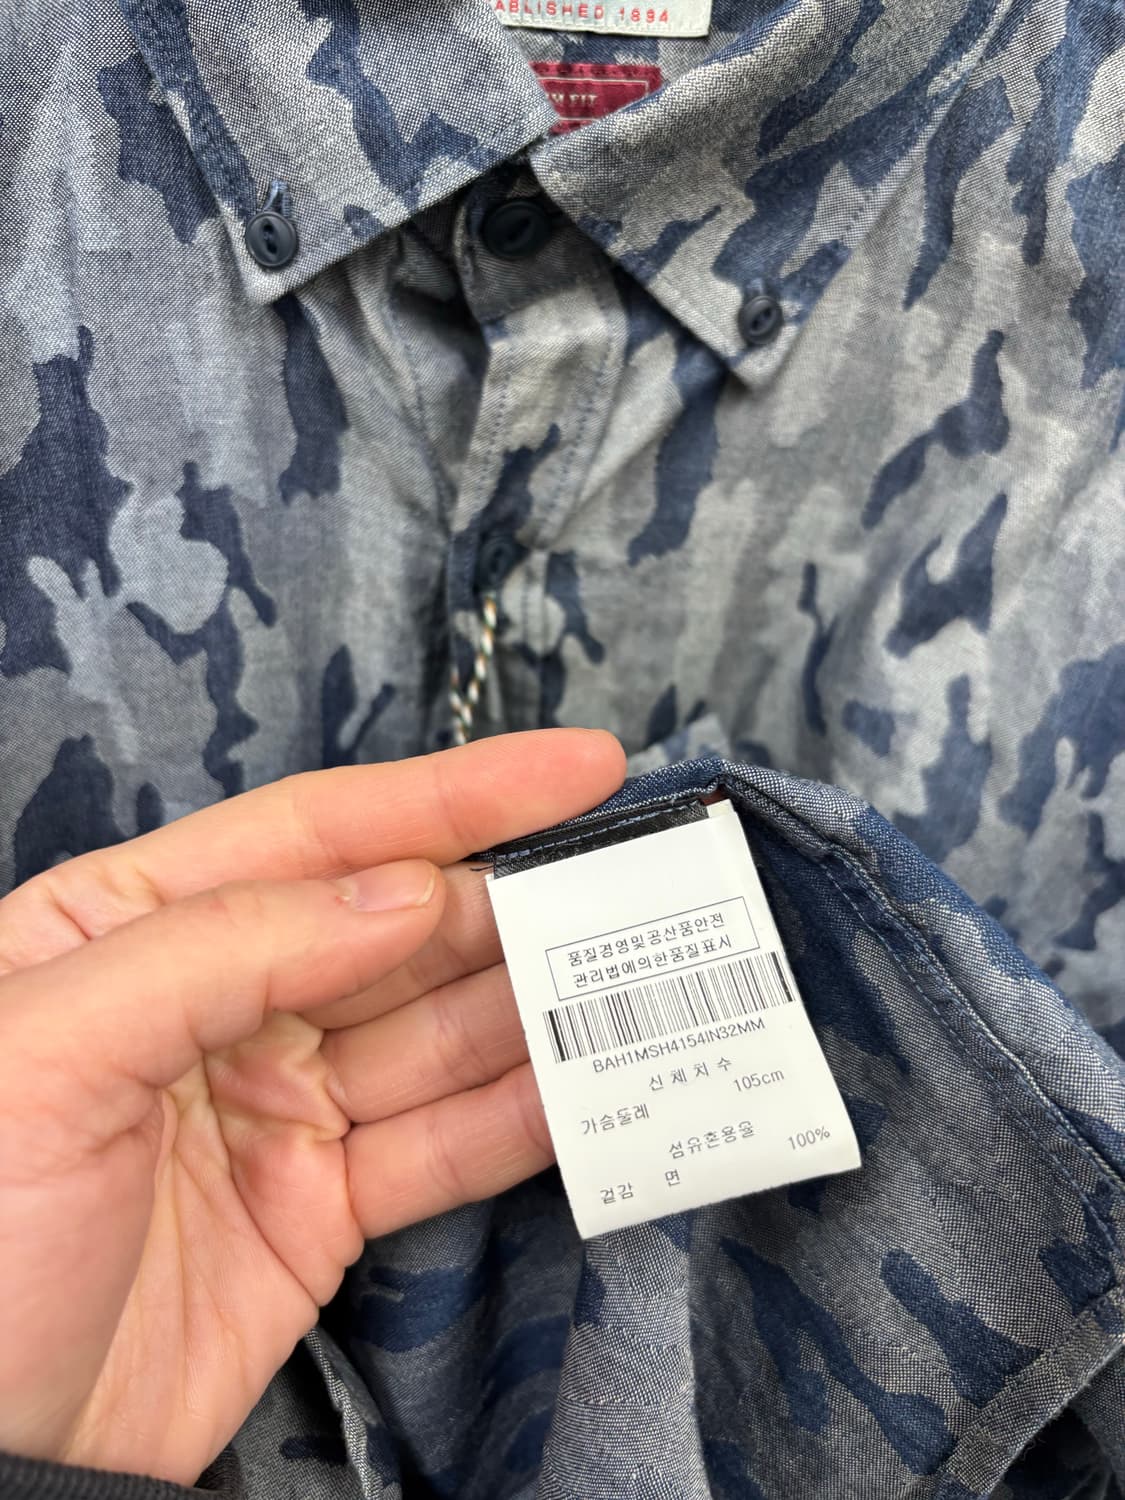 ABLISHED 1894
FIT
품질경영및공산품안전
관리법에의한품질표시
BAH1MSH4154IN32MM
신 체 치 수
105cm
가슴둘레
섬유혼용율
100%
겉감 면